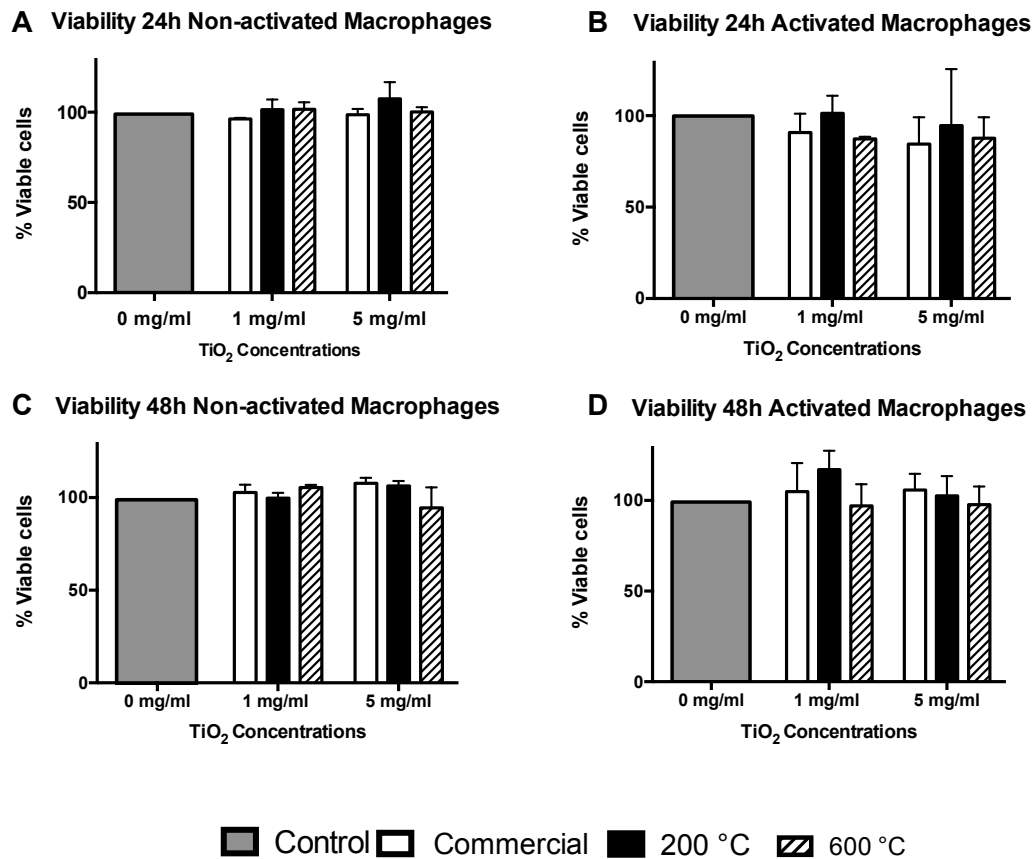 A Viability 24h Non-activated Macrophages
% Viable cells
100
50
0
0 mg/ml 1 mg/ml 5 mg/ml
TiO₂ Concentrations
B Viability 24h Activated Macrophages
% Viable cells
100
50
0
0 mg/ml 1 mg/ml 5 mg/ml
TiO₂ Concentrations
C Viability 48h Non-activated Macrophages
% Viable cells
100
50
0
0 mg/ml 1 mg/ml 5 mg/ml
TiO₂ Concentrations
D Viability 48h Activated Macrophages
% Viable cells
100
50
0
0 mg/ml 1 mg/ml 5 mg/ml
TiO₂ Concentrations
Control Commercial 200 °C 600 °C